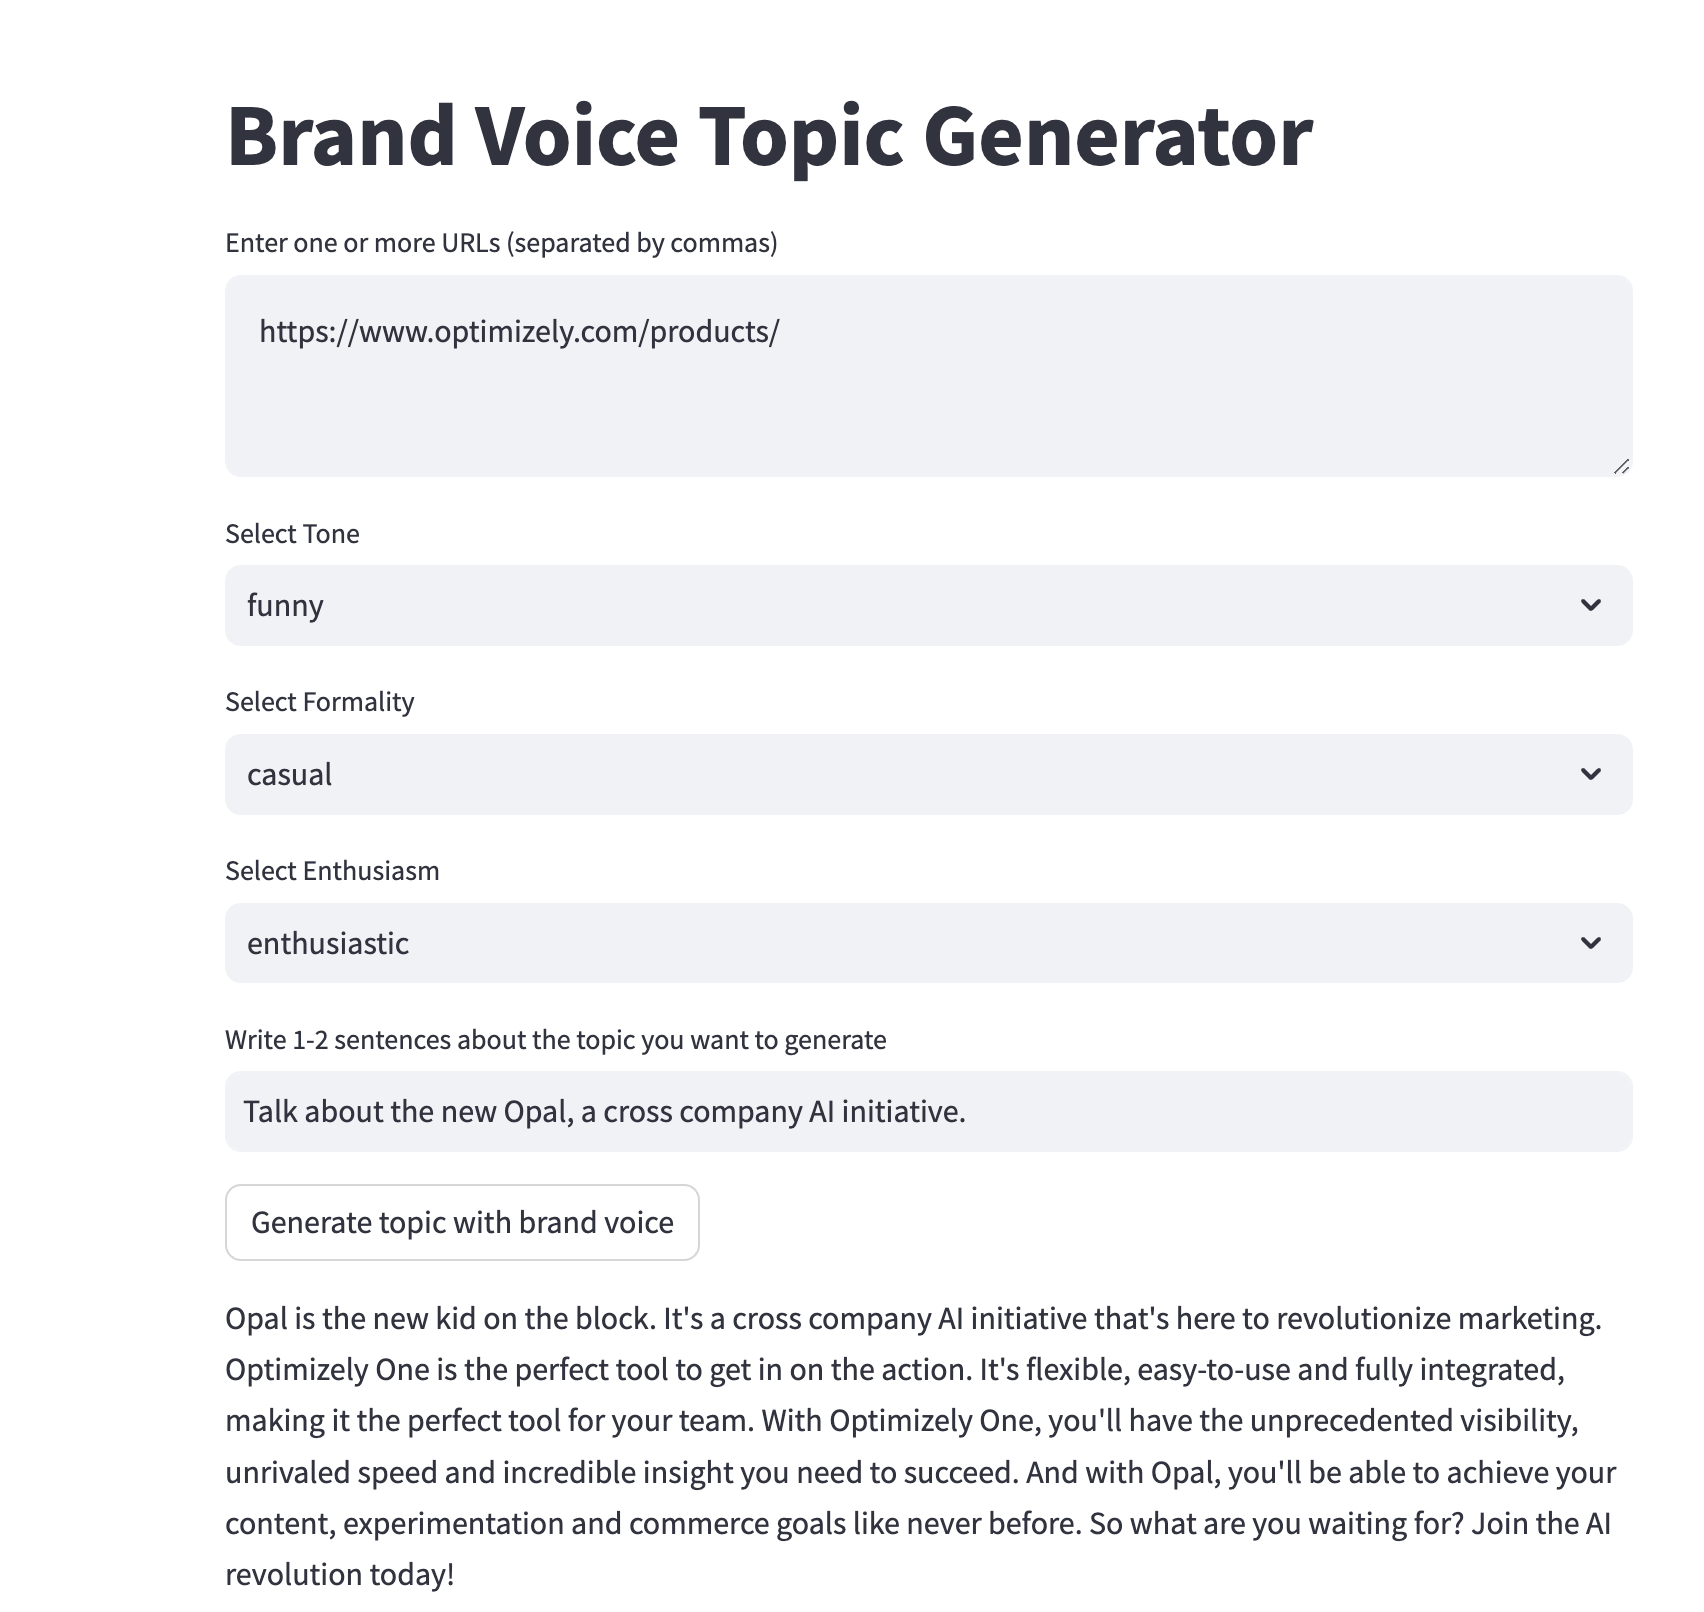 Brand Voice Topic Generator
Enter one or more URLs (separated by commas)
https://www.optimizely.com/products/
Select Tone
funny
Select Formality
casual
Select Enthusiasm
enthusiastic
Write 1-2 sentences about the topic you want to generate
Talk about the new Opal, a cross company AI initiative.
Generate topic with brand voice
Opal is the new kid on the block. It's a cross company AI initiative that's here to revolutionize marketing.
Optimizely One is the perfect tool to get in on the action. It's flexible, easy-to-use and fully integrated,
making it the perfect tool for your team. With Optimizely One, you'll have the unprecedented visibility,
unrivaled speed and incredible insight you need to succeed. And with Opal, you'll be able to achieve your
content, experimentation and commerce goals like never before. So what are you waiting for? Join the AI
revolution today!